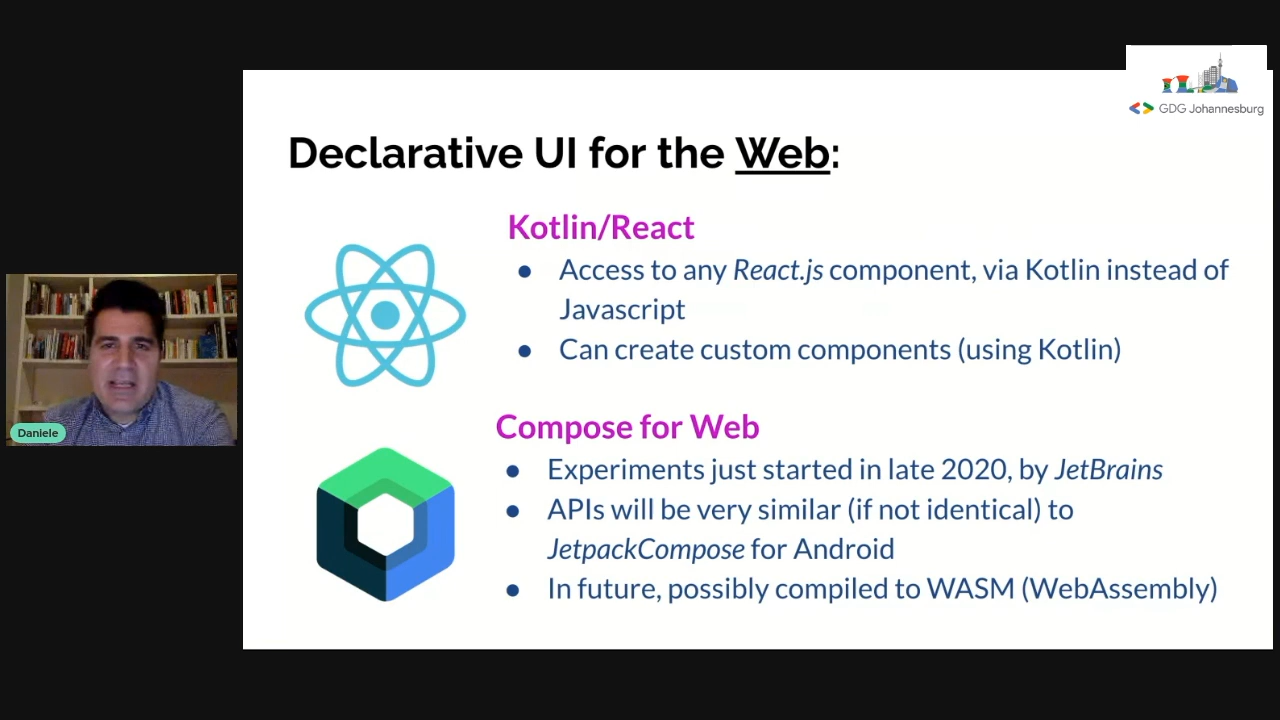 GDG Johannesburg
Declarative UI for the Web:
Kotlin/React
● Access to any React.js component, via Kotlin instead of
Javascript
● Can create custom components (using Kotlin)
Compose for Web
● Experiments just started in late 2020, by JetBrains
● APIs will be very similar (if not identical) to
JetpackCompose for Android
● In future, possibly compiled to WASM (WebAssembly)
Daniele